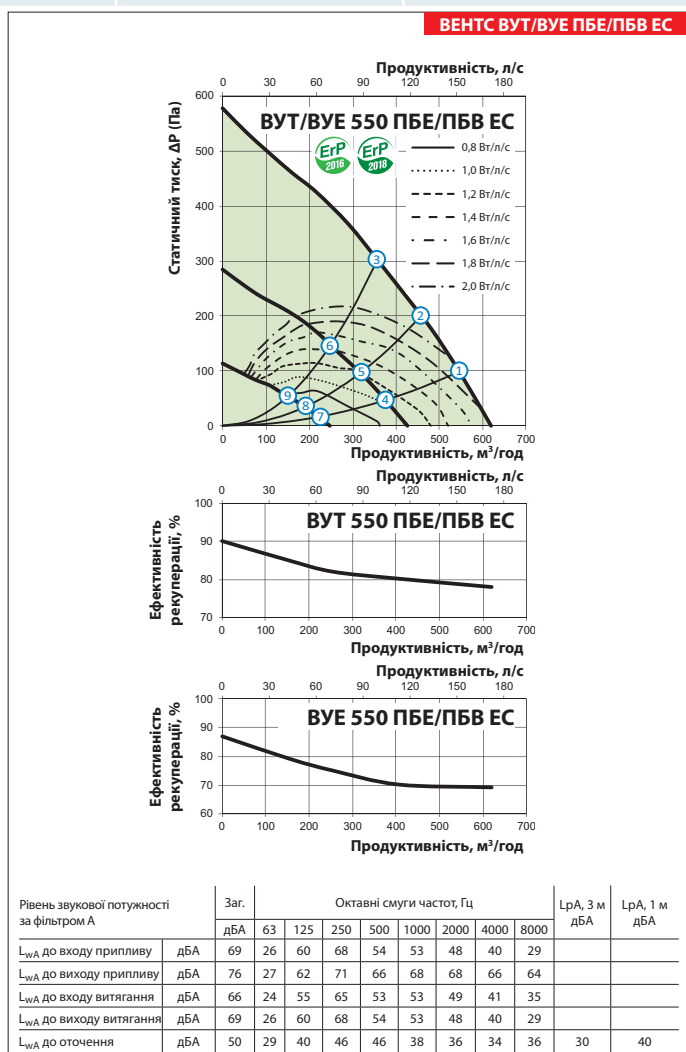 ВЕНТС ВУТ/ВУЕ ПБЕ/ПБВ ЕС
Продуктивність, л/с
0 30 60 90 120 150 180
Статичний тиск, ΔР (Па)
600
500
400
300
200
100
0
ВУТ/ВУЕ 550 ПБЕ/ПБВ ЕС
ErP 2016
ErP 2018
0,8 Вт/л/с
1,0 Вт/л/с
1,2 Вт/л/с
1,4 Вт/л/с
1,6 Вт/л/с
1,8 Вт/л/с
2,0 Вт/л/с
3
2
1
6
5
4
9
8
7
0 100 200 300 400 500 600 700
Продуктивність, м³/год
Продуктивність, л/с
0 30 60 90 120 150 180
Ефективність рекуперації, %
100
90
80
70
ВУТ 550 ПБЕ/ПБВ ЕС
0 100 200 300 400 500 600 700
Продуктивність, м³/год
Продуктивність, л/с
0 30 60 90 120 150 180
Ефективність рекуперації, %
100
90
80
70
60
ВУЕ 550 ПБЕ/ПБВ ЕС
0 100 200 300 400 500 600 700
Продуктивність, м³/год
Рівень звукової потужності за фільтром А Заг. Октавні смуги частот, Гц LpA, 3 м дБА LpA, 1 м дБА
дБА 63 125 250 500 1000 2000 4000 8000
LwA до входу припливу дБА 69 26 60 68 54 53 48 40 29
LwA до виходу припливу дБА 76 27 62 71 66 68 68 66 64
LwA до входу витягання дБА 66 24 55 65 53 53 49 41 35
LwA до виходу витягання дБА 69 26 60 68 54 53 48 40 29
LwA до оточення дБА 50 29 40 46 46 38 36 34 36 30 40